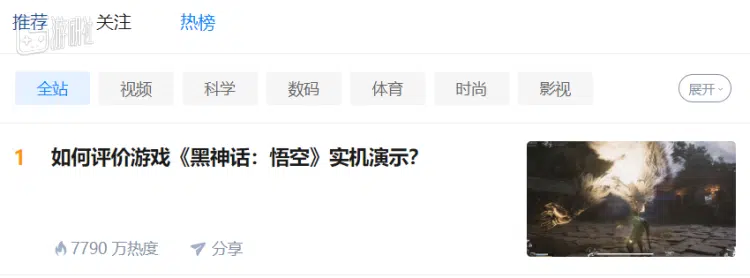 推荐 关注 热榜
游侠
全站 视频 科学 数码 体育 时尚 影视 展开
1 如何评价游戏《黑神话：悟空》实机演示？
7790 万热度 分享